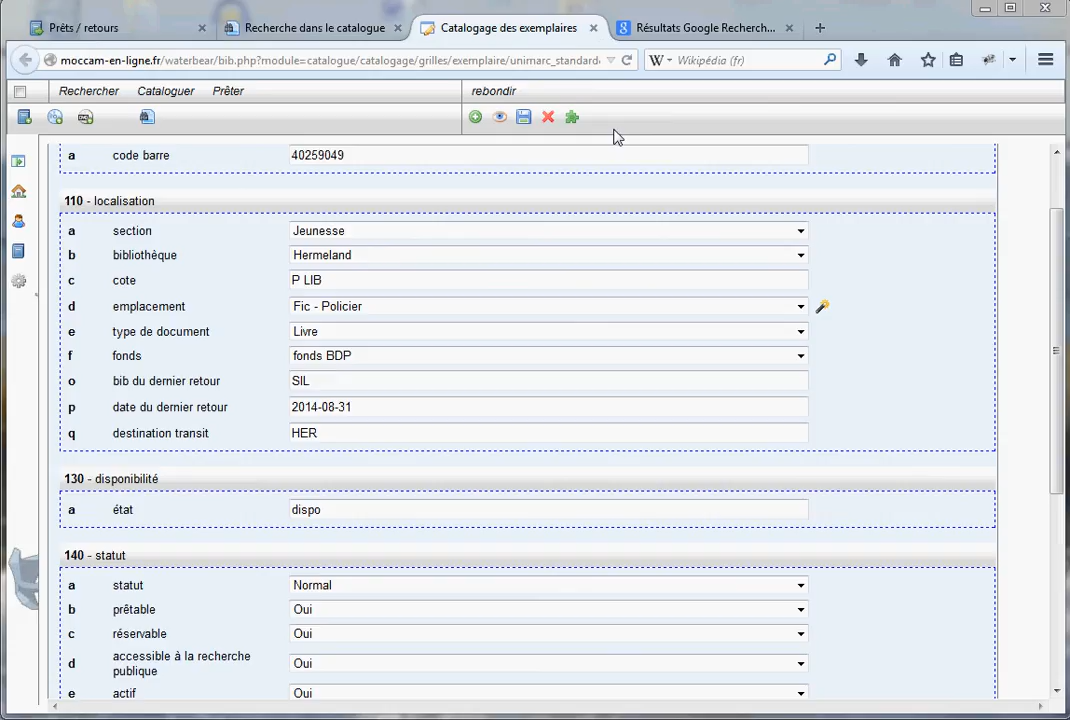 Prêts / retours
Recherche dans le catalogue
Catalogage des exemplaires
Résultats Google Recherch...
moccam-en-ligne.fr/waterbear/bib.php?module=catalogue/catalogage/grilles/exemplaire/unimarc_standard
Wikipédia (fr)
Rechercher Cataloguer Prêter
rebondir
a code barre 40259049
110 - localisation
a section Jeunesse
b bibliothèque Hermeland
c cote P LIB
d emplacement Fic - Policier
e type de document Livre
f fonds fonds BDP
o bib du dernier retour SIL
p date du dernier retour 2014-08-31
q destination transit HER
130 - disponibilité
a état dispo
140 - statut
a statut Normal
b prêtable Oui
c réservable Oui
d accessible à la recherche publique Oui
e actif Oui